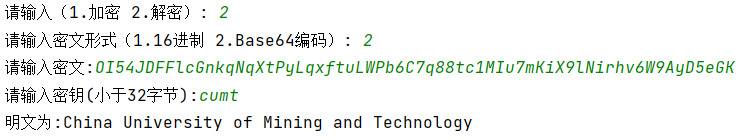 请输入（1.加密 2.解密）: 2
请输入密文形式（1.16进制 2.Base64编码）: 2
请输入密文:OI54JDFFlcGnkqNqXtPyLqxftuLWPb6C7q88tc1MIu7mKiX9lNirhv6W9AyD5eGK
请输入密钥(小于32字节):cumt
明文为:China University of Mining and Technology